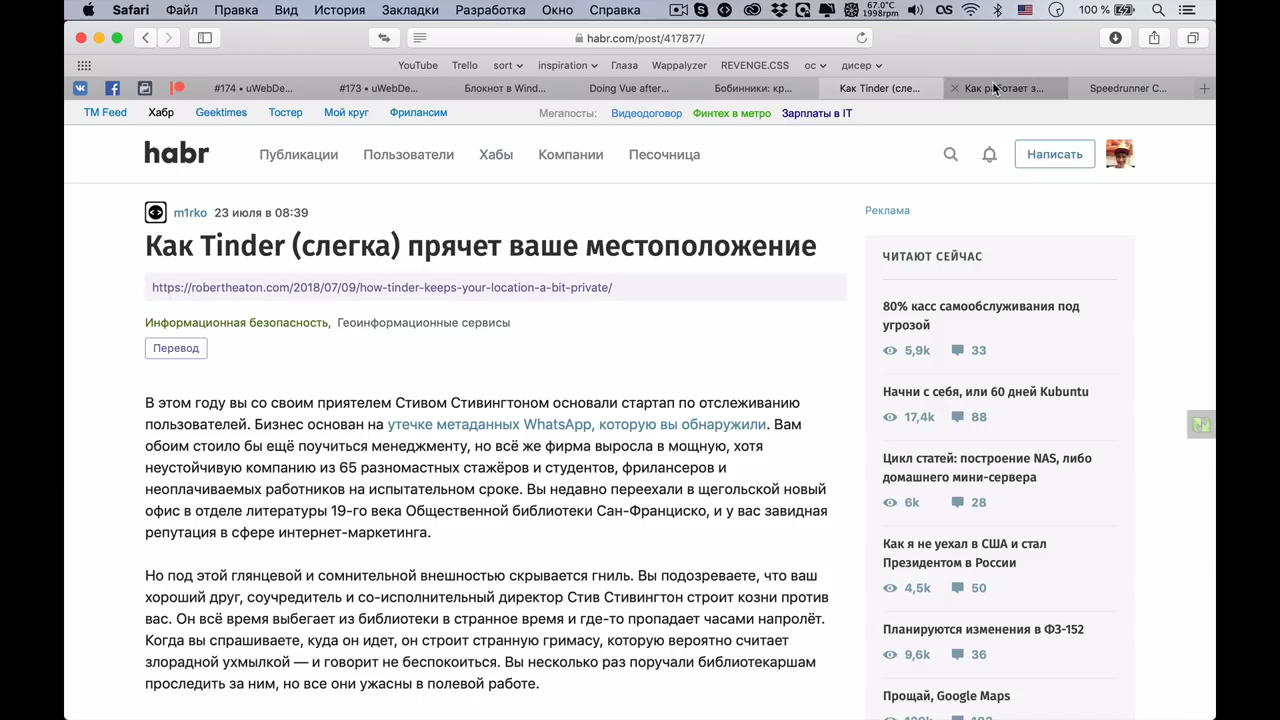 Safari Файл Правка Вид История Закладки Разработка Окно Справка 67.0°C 1998rpm 100 %
habr.com/post/417877/
YouTube Trello sort inspiration Глаза Wappalyzer REVENGE.CSS ос дисер
#174 • uWebDe... #173 • uWebDe... Блокнот в Wind... Doing Vue after... Бобинники: кр... Как Tinder (сле... Как работает з... Speedrunner C...
TM Feed Хабр Geektimes Тостер Мой круг Фрилансим Мегапосты: Видеодоговор Финтех в метро Зарплаты в IT
habr Публикации Пользователи Хабы Компании Песочница Написать
m1rko 23 июля в 08:39
Как Tinder (слегка) прячет ваше местоположение
https://robertheaton.com/2018/07/09/how-tinder-keeps-your-location-a-bit-private/
Информационная безопасность, Геоинформационные сервисы
Перевод
В этом году вы со своим приятелем Стивом Стивингтоном основали стартап по отслеживанию
пользователей. Бизнес основан на утечке метаданных WhatsApp, которую вы обнаружили. Вам
обоим стоило бы ещё поучиться менеджменту, но всё же фирма выросла в мощную, хотя
неустойчивую компанию из 65 разномастных стажёров и студентов, фрилансеров и
неоплачиваемых работников на испытательном сроке. Вы недавно переехали в щегольской новый
офис в отделе литературы 19-го века Общественной библиотеки Сан-Франциско, и у вас завидная
репутация в сфере интернет-маркетинга.
Но под этой глянцевой и сомнительной внешностью скрывается гниль. Вы подозреваете, что ваш
хороший друг, соучредитель и со-исполнительный директор Стив Стивингтон строит козни против
вас. Он всё время выбегает из библиотеки в странное время и где-то пропадает часами напролёт.
Когда вы спрашиваете, куда он идет, он строит странную гримасу, которую вероятно считает
злорадной ухмылкой — и говорит не беспокоиться. Вы несколько раз поручали библиотекаршам
проследить за ним, но все они ужасны в полевой работе.
Реклама
ЧИТАЮТ СЕЙЧАС
80% касс самообслуживания под
угрозой
5,9k 33
Начни с себя, или 60 дней Kubuntu
17,4k 88
Цикл статей: построение NAS, либо
домашнего мини-сервера
6k 28
Как я не уехал в США и стал
Президентом в России
4,5k 50
Планируются изменения в ФЗ-152
9,6k 36
Прощай, Google Maps